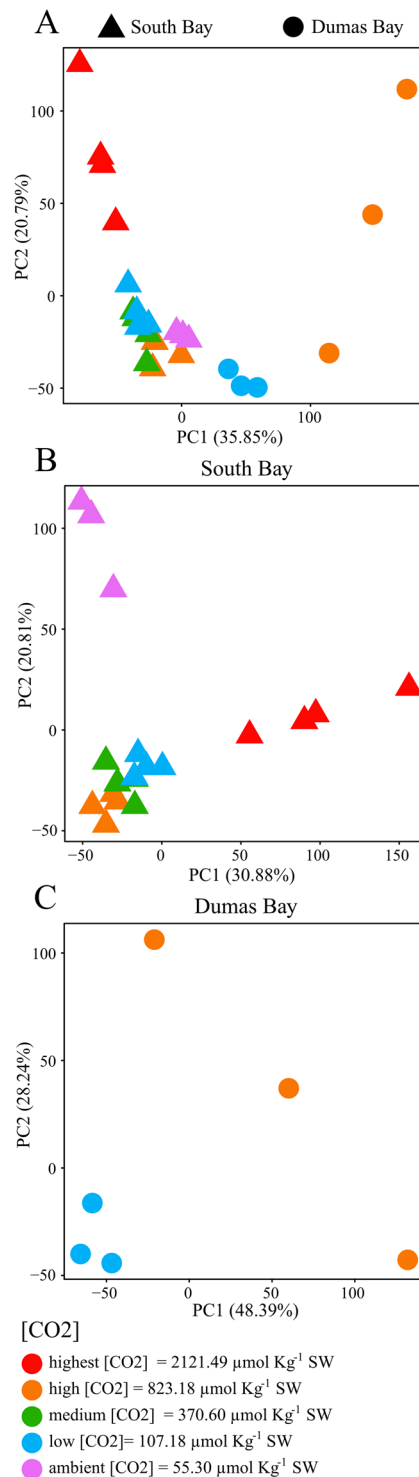 A
South Bay
Dumas Bay
100
50
0
−50
PC2 (20.79%)
0
100
PC1 (35.85%)
B
South Bay
100
50
0
−50
PC2 (20.81%)
−50
0
50
100
150
PC1 (30.88%)
C
Dumas Bay
100
50
0
−50
PC2 (28.24%)
−50
0
50
100
PC1 (48.39%)
[CO2]
highest [CO2] = 2121.49 µmol Kg⁻¹ SW
high [CO2] = 823.18 µmol Kg⁻¹ SW
medium [CO2] = 370.60 µmol Kg⁻¹ SW
low [CO2]= 107.18 µmol Kg⁻¹ SW
ambient [CO2] = 55.30 µmol Kg⁻¹ SW